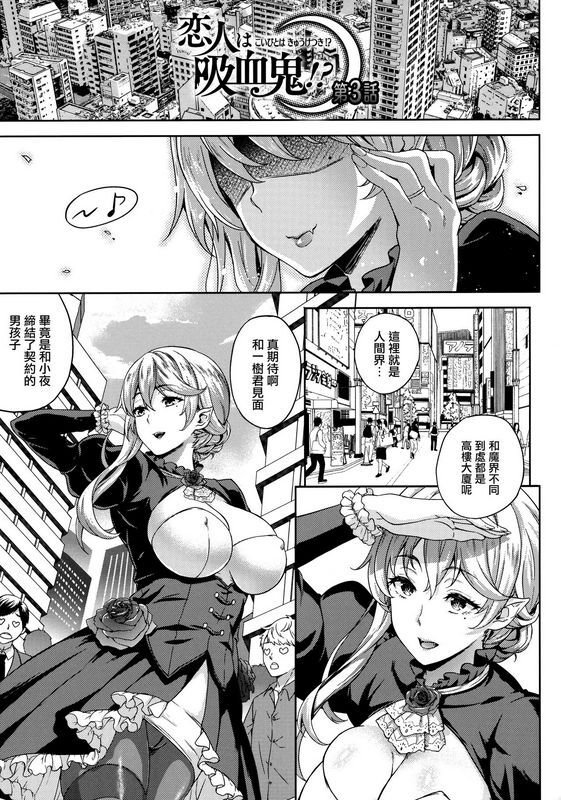 恋人は
こいびとは きゅうけつき!?
吸血鬼!?
第3話
～♪
這裡就是
人間界…
和魔界不同
到處都是
高樓大廈呢
真期待啊
和一樹君見面
畢竟是和小夜
締結了契約的
男孩子